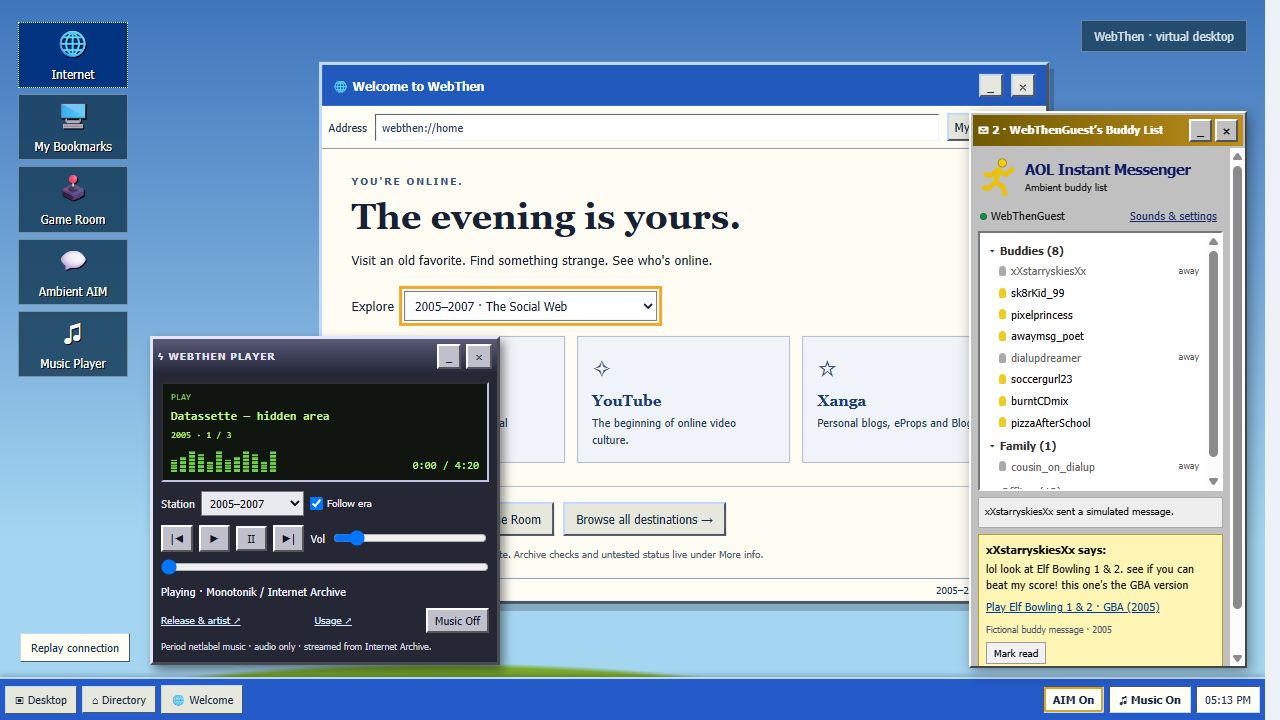 Internet
My Bookmarks
Game Room
Ambient AIM
Music Player
Replay connection
WebThen · virtual desktop
Welcome to WebThen
Address webthen://home My
YOU'RE ONLINE.
The evening is yours.
Visit an old favorite. Find something strange. See who's online.
Explore 2005–2007 · The Social Web
YouTube
The beginning of online video
culture.
Xanga
Personal blogs, eProps and Blog
Room
Browse all destinations →
Archive checks and untested status live under More info.
WEBTHEN PLAYER
PLAY
Datassette — hidden area
2005 · 1 / 3
0:00 / 4:20
Station 2005–2007 Follow era
Vol
Playing · Monotonik / Internet Archive
Release & artist ↗ Usage ↗ Music Off
Period netlabel music · audio only · streamed from Internet Archive.
2 · WebThenGuest's Buddy List
AOL Instant Messenger
Ambient buddy list
WebThenGuest Sounds & settings
Buddies (8)
xXstarryskiesXx away
sk8rKid_99
pixelprincess
awaymsg_poet
dialupdreamer away
soccergurl23
burntCDmix
pizzaAfterSchool
Family (1)
cousin_on_dialup away
xXstarryskiesXx sent a simulated message.
xXstarryskiesXx says:
lol look at Elf Bowling 1 & 2. see if you can
beat my score! this one's the GBA version
Play Elf Bowling 1 & 2 · GBA (2005)
Fictional buddy message · 2005
Mark read
Desktop Directory Welcome AIM On Music On 05:13 PM